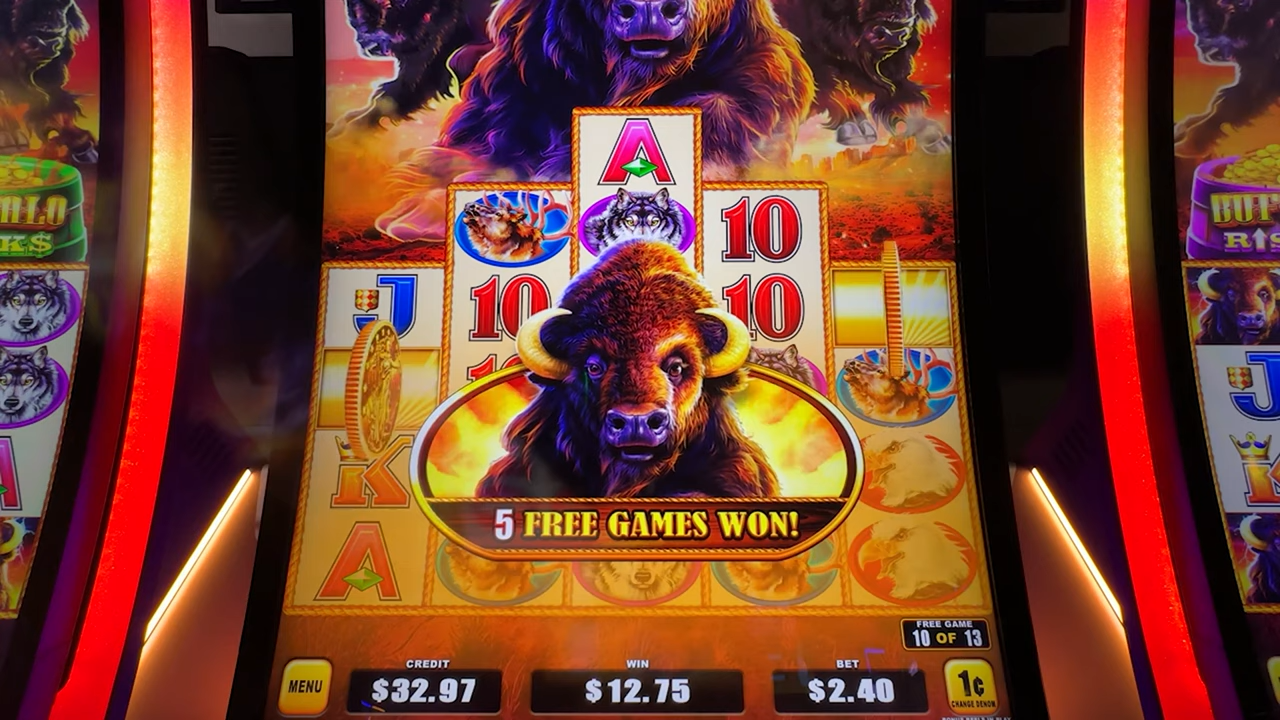 A
10
J
10
10
K
A
5 FREE GAMES WON!
FREE GAME
10 OF 13
CREDIT
WIN
BET
MENU
$32.97
$12.75
$2.40
1¢
CHANGE DENOM
J
K